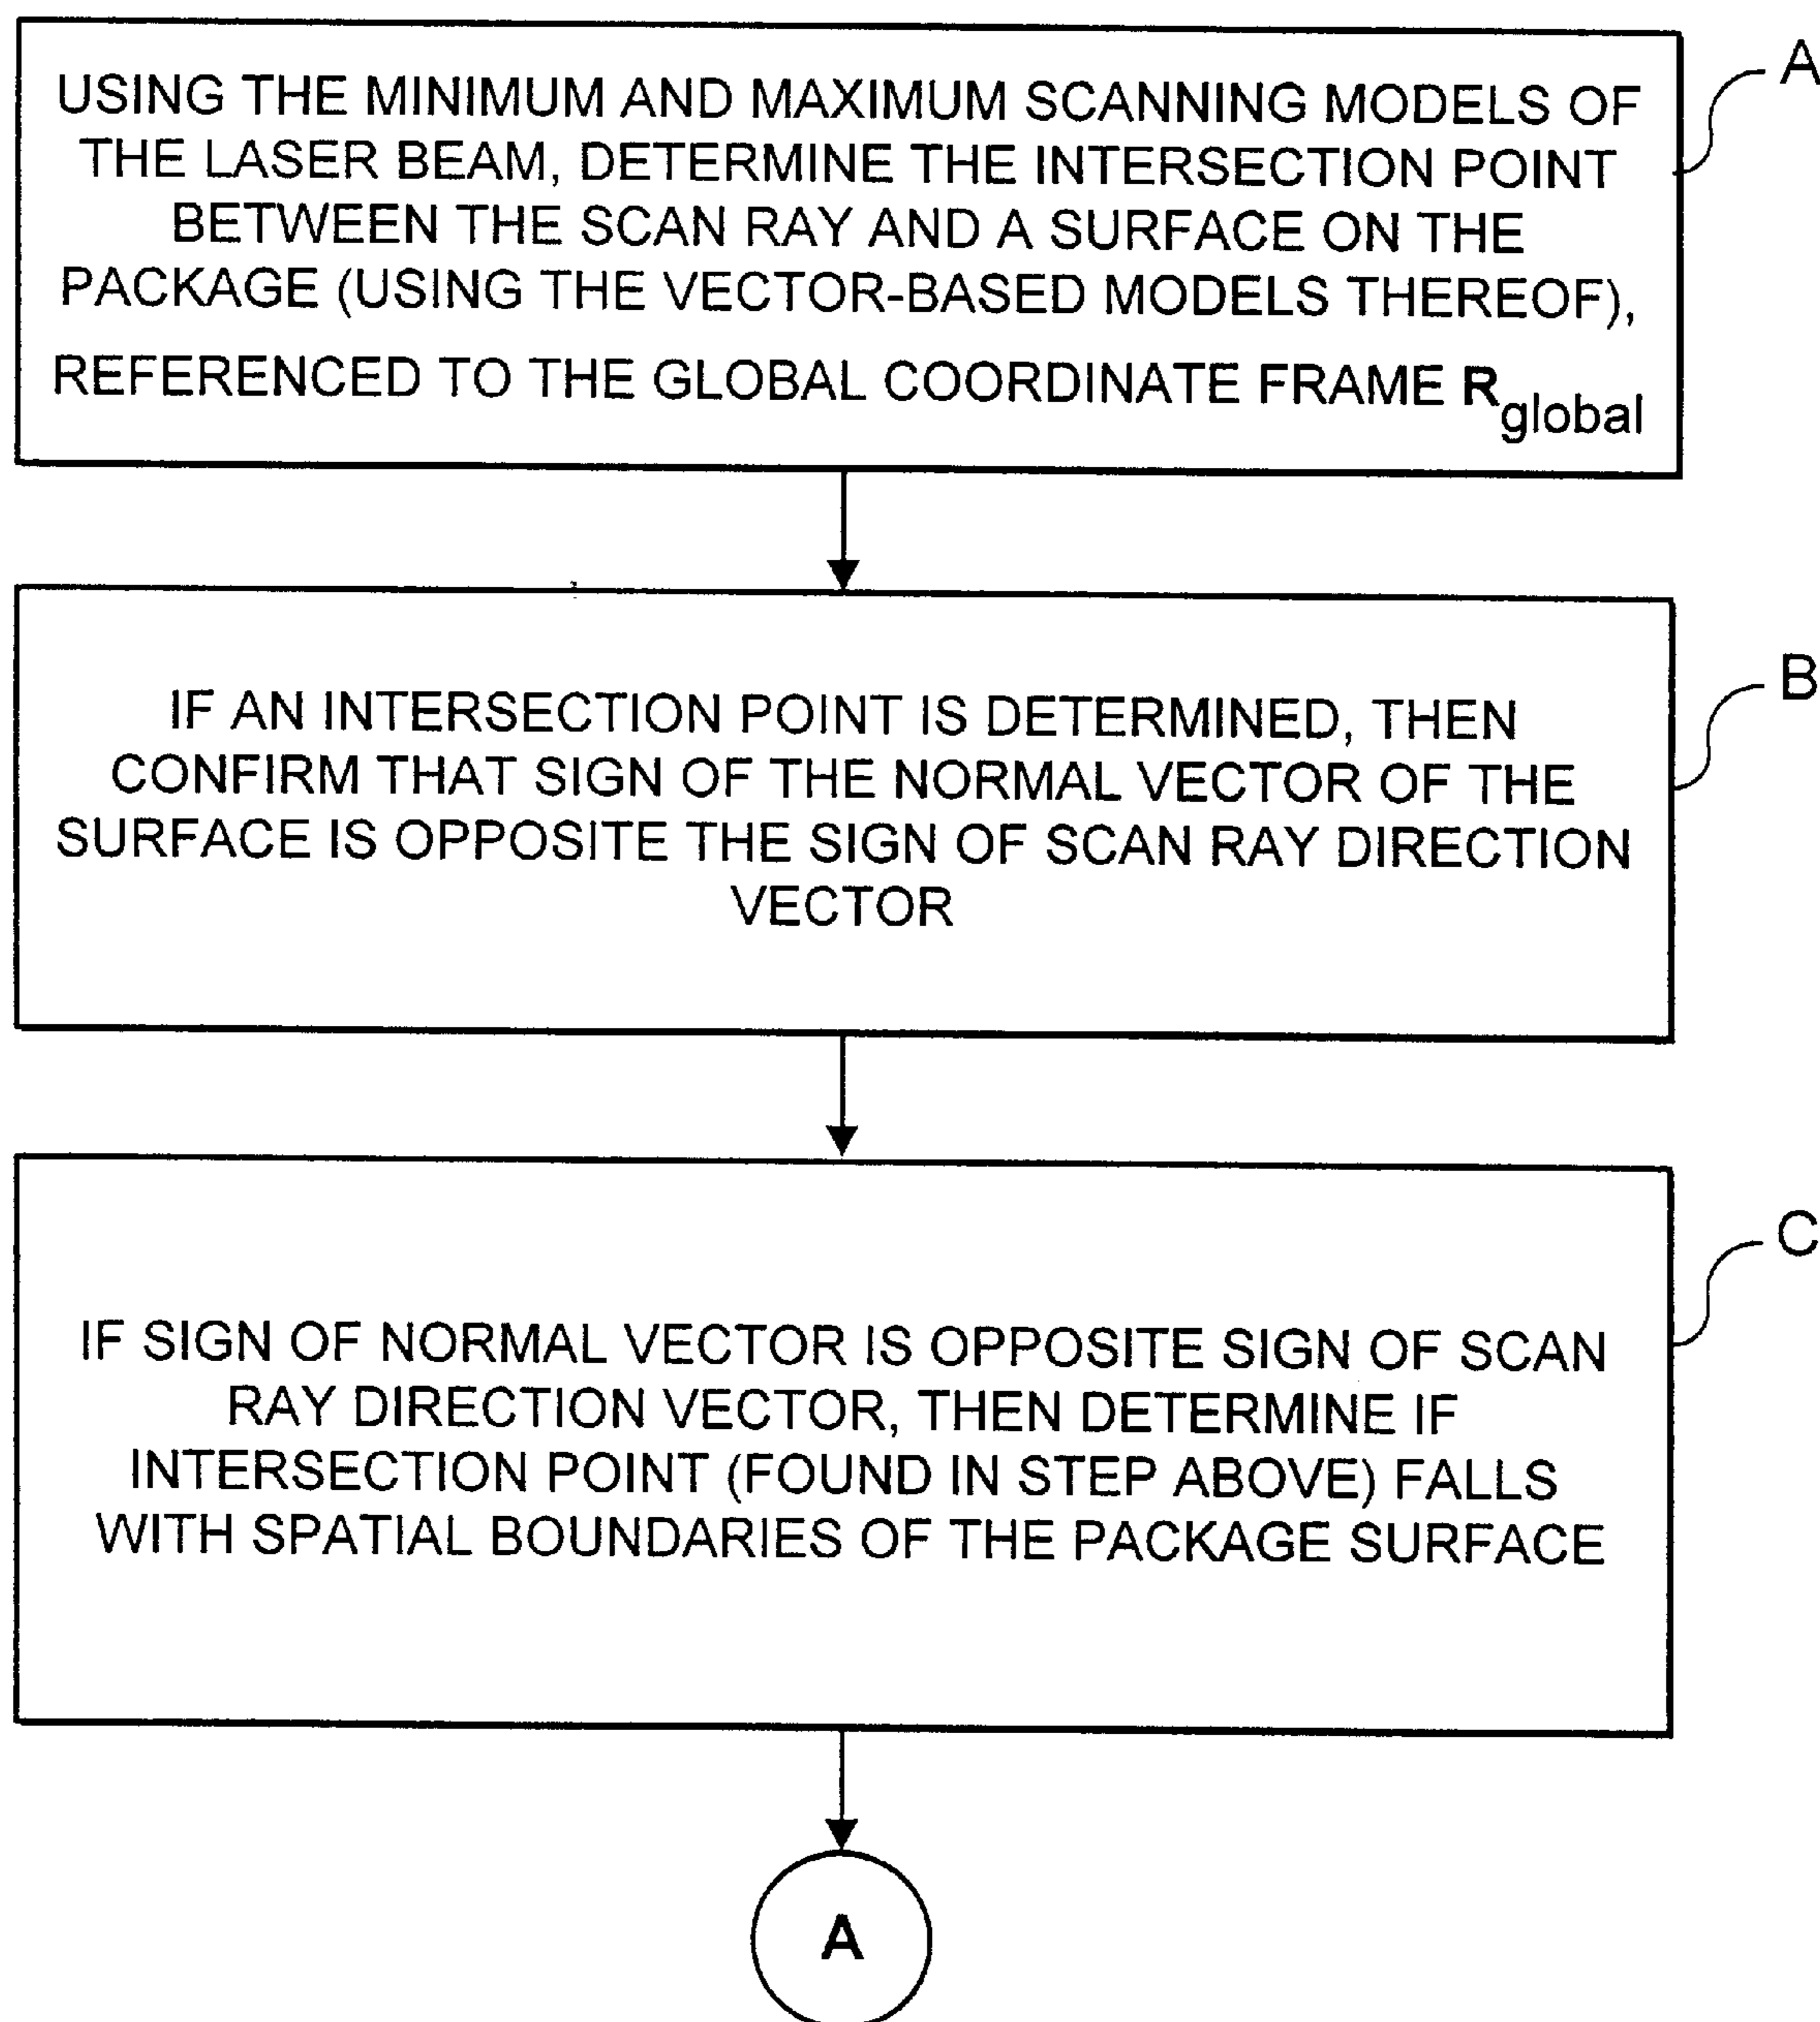 USING THE MINIMUM AND MAXIMUM SCANNING MODELS OF
THE LASER BEAM, DETERMINE THE INTERSECTION POINT
BETWEEN THE SCAN RAY AND A SURFACE ON THE
PACKAGE (USING THE VECTOR-BASED MODELS THEREOF),
REFERENCED TO THE GLOBAL COORDINATE FRAME Rglobal
A
IF AN INTERSECTION POINT IS DETERMINED, THEN
CONFIRM THAT SIGN OF THE NORMAL VECTOR OF THE
SURFACE IS OPPOSITE THE SIGN OF SCAN RAY DIRECTION
VECTOR
B
IF SIGN OF NORMAL VECTOR IS OPPOSITE SIGN OF SCAN
RAY DIRECTION VECTOR, THEN DETERMINE IF
INTERSECTION POINT (FOUND IN STEP ABOVE) FALLS
WITH SPATIAL BOUNDARIES OF THE PACKAGE SURFACE
C
A